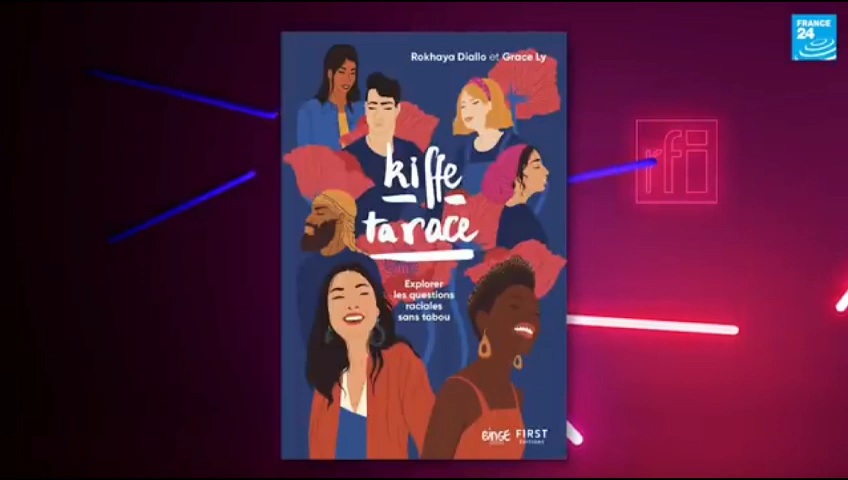 FRANCE
24
Rokhaya Diallo et Grace Ly
rfi
kiffe
ta race
Explorer
les questions
raciales
sans tabou
BINGE FIRST
Editions